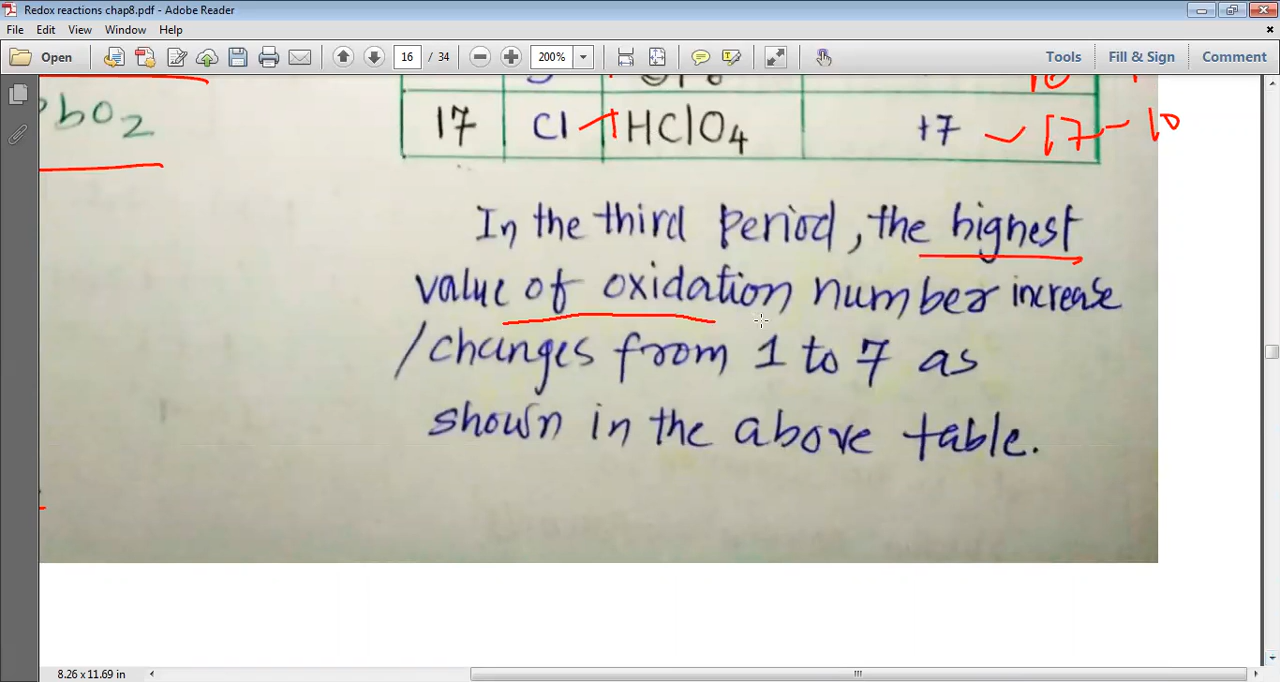 Redox reactions chap8.pdf - Adobe Reader
File Edit View Window Help
Open 16 / 34 200% Tools Fill & Sign Comment
bO2
17 Cl HClO4 +7 17 - 10
In the third period, the highest
value of oxidation number increase
/changes from 1 to 7 as
shown in the above table.
8.26 x 11.69 in